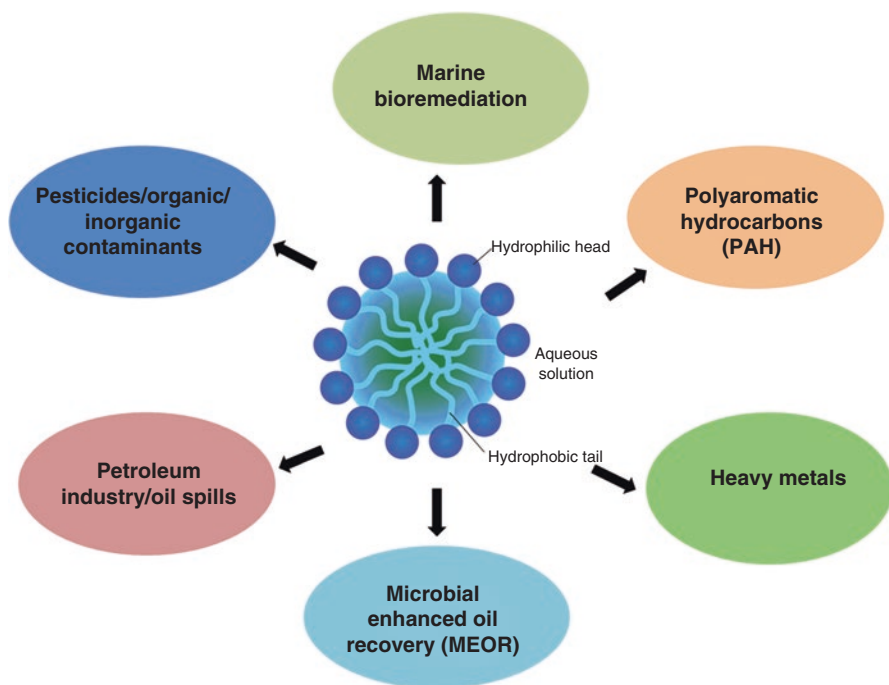 Marine
bioremediation
Pesticides/organic/
inorganic
contaminants
Polyaromatic
hydrocarbons
(PAH)
Hydrophilic head
Aqueous
solution
Hydrophobic tail
Petroleum
industry/oil spills
Heavy metals
Microbial
enhanced oil
recovery (MEOR)